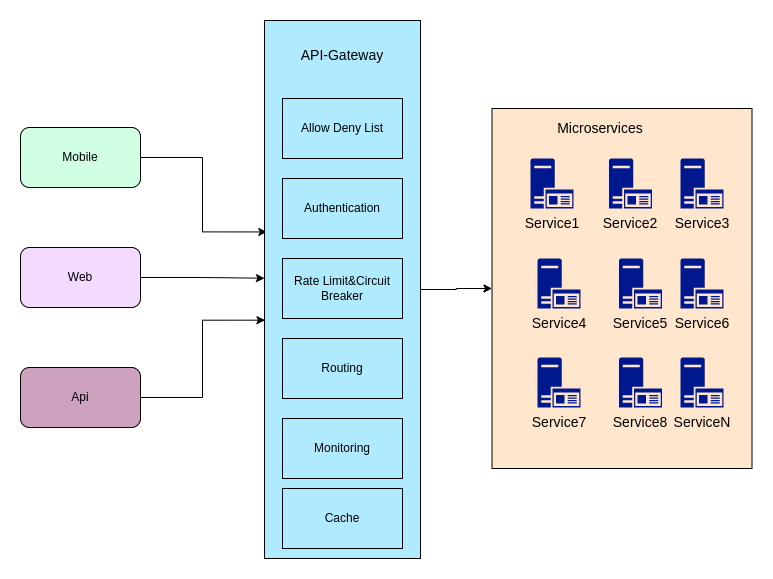 API-Gateway
Allow Deny List
Mobile
Authentication
Web
Rate Limit&Circuit
Breaker
Routing
Api
Monitoring
Cache
Microservices
Service1 Service2 Service3
Service4 Service5 Service6
Service7 Service8 ServiceN